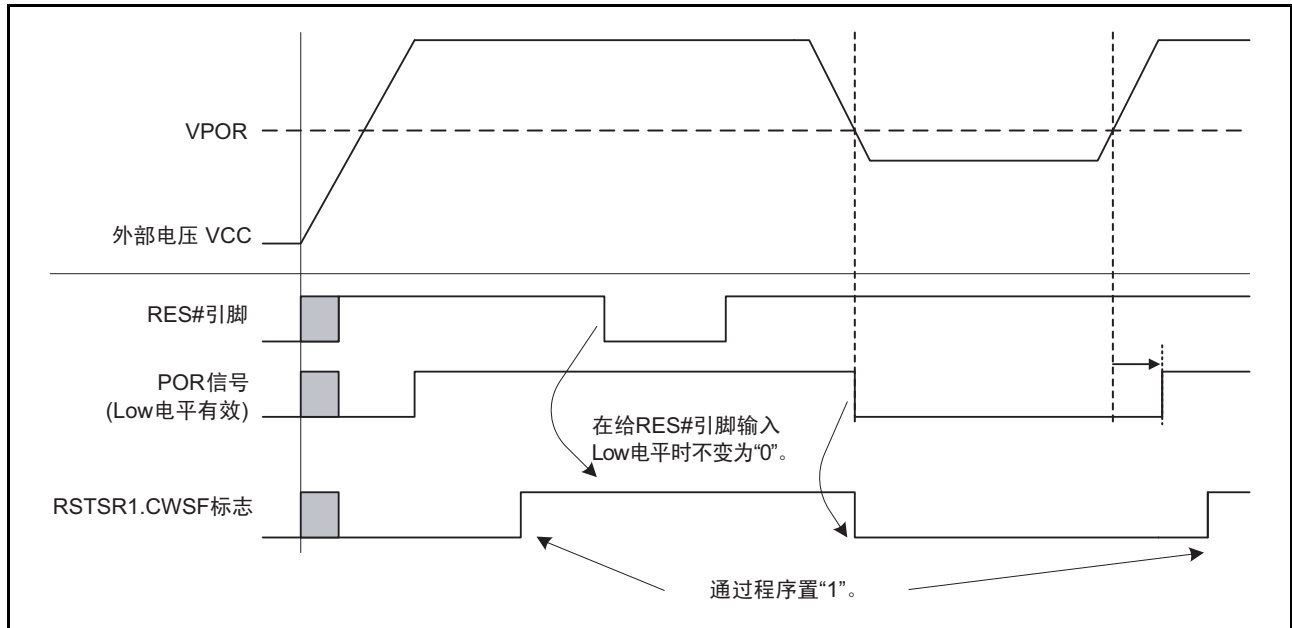 VPOR
外部电压 VCC
RES#引脚
POR信号
(Low电平有效)
在给RES#引脚输入
Low电平时不变为“0”。
RSTSR1.CWSF标志
通过程序置“1”。